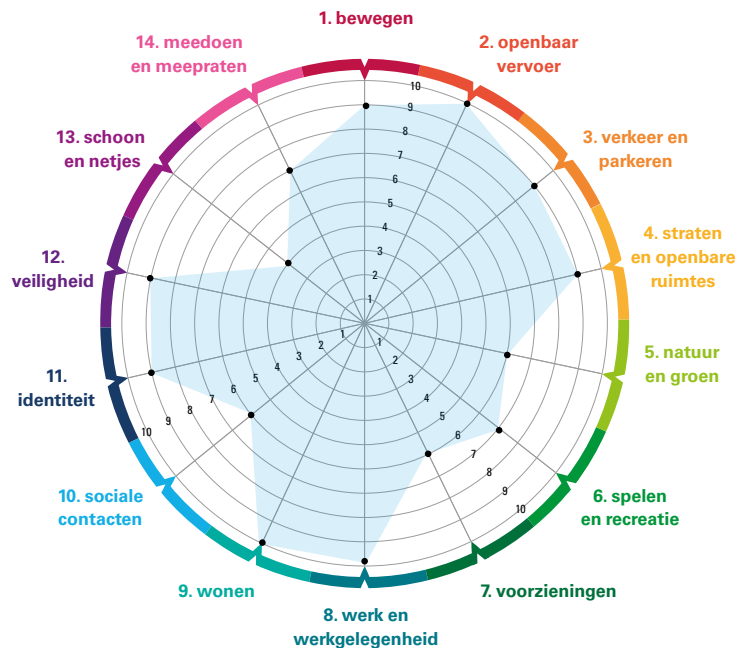 1. bewegen
2. openbaar
vervoer
3. verkeer en
parkeren
4. straten
en openbare
ruimtes
5. natuur
en groen
6. spelen
en recreatie
7. voorzieningen
8. werk en
werkgelegenheid
9. wonen
10. sociale
contacten
11.
identiteit
12.
veiligheid
13. schoon
en netjes
14. meedoen
en meepraten
10
9
8
7
6
5
4
3
2
1
1
2
3
4
5
6
7
8
9
10
1
2
3
4
5
6
7
8
9
10